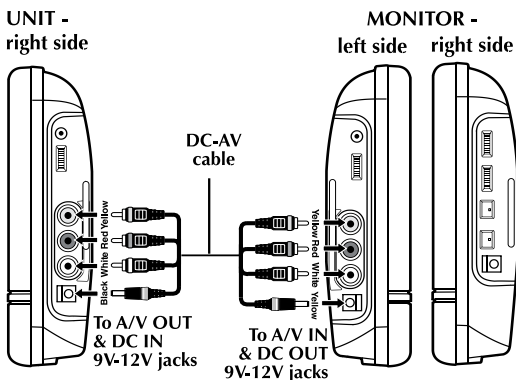 UNIT -
right side
MONITOR -
left side
right side
DC-AV
cable
Black White Red Yellow
Yellow Red White Yellow
To A/V OUT
& DC IN
9V-12V jacks
To A/V IN
& DC OUT
9V-12V jacks